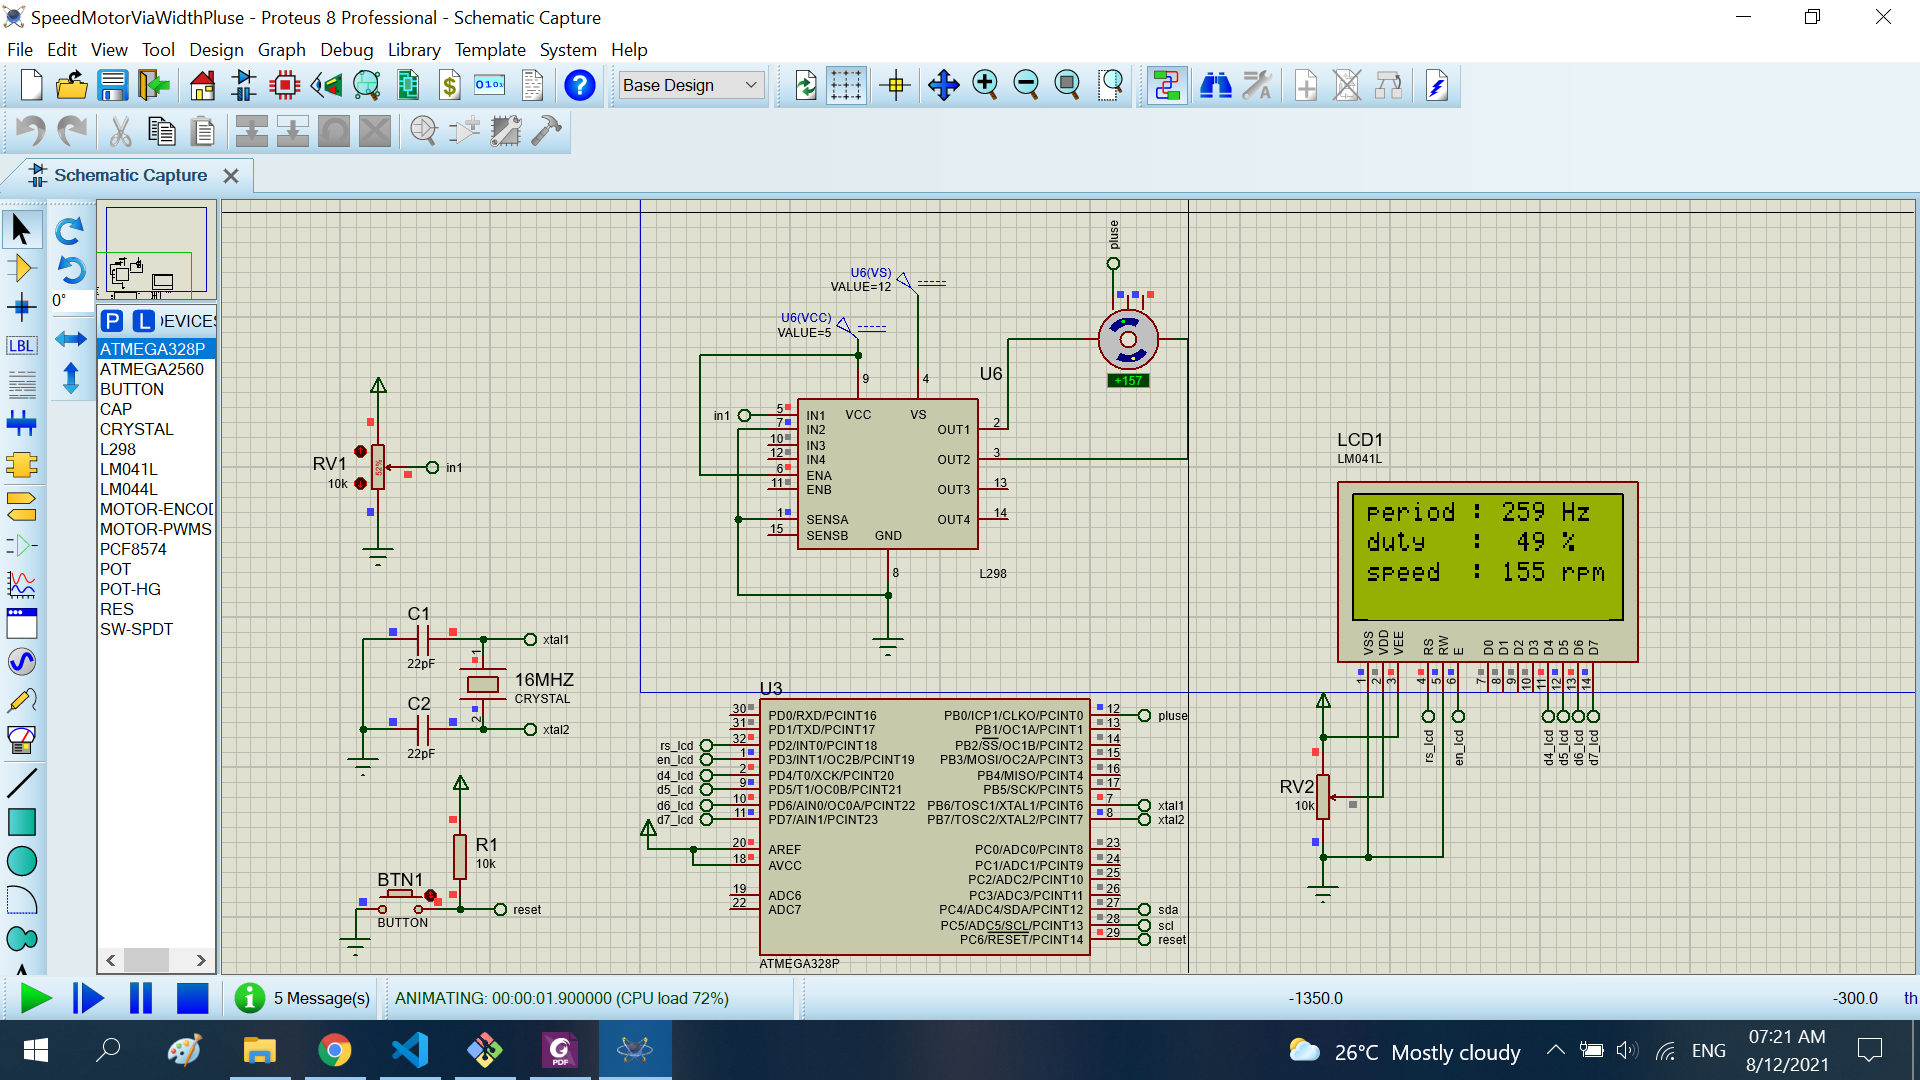 SpeedMotorViaWidthPluse - Proteus 8 Professional - Schematic Capture
File Edit View Tool Design Graph Debug Library Template System Help
Base Design
Schematic Capture
0°
P L DEVICES
LBL
ATMEGA328P
ATMEGA2560
BUTTON
CAP
CRYSTAL
L298
LM041L
LM044L
MOTOR-ENCO
MOTOR-PWMS
PCF8574
POT
POT-HG
RES
SW-SPDT
pluse
+157
U6(VS)
VALUE=12
U6(VCC)
VALUE=5
U6
9 4
in1
5 IN1 VCC VS
7 IN2 OUT1 2
10 IN3
12 IN4 OUT2 3
6 ENA
11 ENB OUT3 13
1 SENSA OUT4 14
15 SENSB GND
8
L298
RV1
10k
52%
in1
C1
22pF
xtal1
1
16MHZ
CRYSTAL
2
C2
22pF
xtal2
R1
10k
BTN1
BUTTON
reset
U3
30 PD0/RXD/PCINT16 PB0/ICP1/CLKO/PCINT0 12 pluse
31 PD1/TXD/PCINT17 PB1/OC1A/PCINT1 13
rs_lcd 32 PD2/INT0/PCINT18 PB2/SS/OC1B/PCINT2 14
en_lcd 1 PD3/INT1/OC2B/PCINT19 PB3/MOSI/OC2A/PCINT3 15
d4_lcd 2 PD4/T0/XCK/PCINT20 PB4/MISO/PCINT4 16
d5_lcd 9 PD5/T1/OC0B/PCINT21 PB5/SCK/PCINT5 17
d6_lcd 10 PD6/AIN0/OC0A/PCINT22 PB6/TOSC1/XTAL1/PCINT6 7 xtal1
d7_lcd 11 PD7/AIN1/PCINT23 PB7/TOSC2/XTAL2/PCINT7 8 xtal2
20 AREF PC0/ADC0/PCINT8 23
18 AVCC PC1/ADC1/PCINT9 24
PC2/ADC2/PCINT10 25
19 ADC6 PC3/ADC3/PCINT11 26
22 ADC7 PC4/ADC4/SDA/PCINT12 27 sda
PC5/ADC5/SCL/PCINT13 28 scl
PC6/RESET/PCINT14 29 reset
ATMEGA328P
LCD1
LM041L
period : 259 Hz
duty : 49 %
speed : 155 rpm
VSS VDD VEE RS RW E D0 D1 D2 D3 D4 D5 D6 D7
1 2 3 4 5 6 7 8 9 10 11 12 13 14
rs_lcd en_lcd d4_lcd d5_lcd d6_lcd d7_lcd
RV2
10k
5 Message(s) ANIMATING: 00:00:01.900000 (CPU load 72%) -1350.0 -300.0 th
26°C Mostly cloudy ENG 07:21 AM
8/12/2021